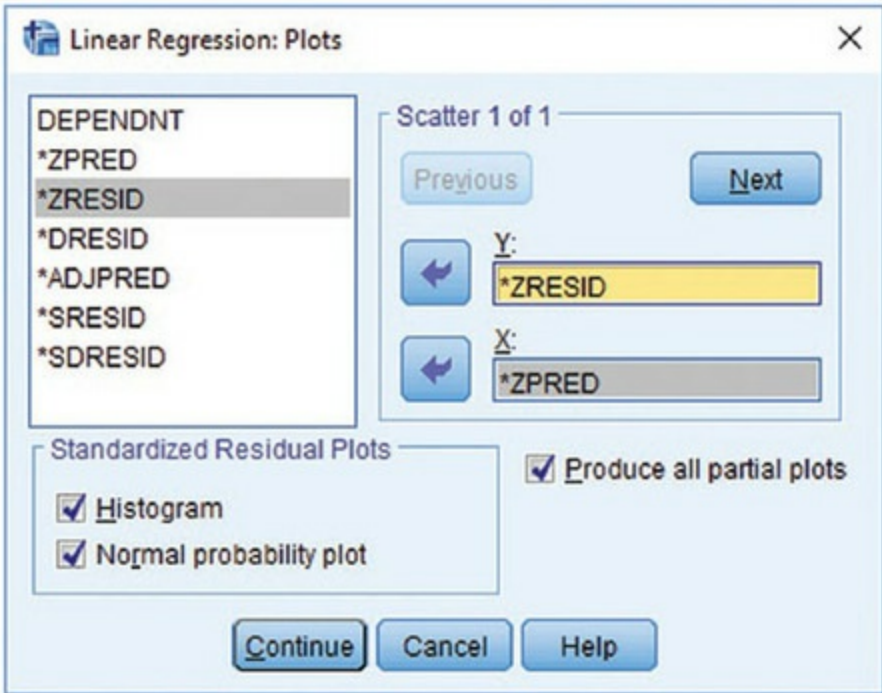 Linear Regression: Plots
DEPENDNT
*ZPRED
*ZRESID
*DRESID
*ADJPRED
*SRESID
*SDRESID
Scatter 1 of 1
Previous
Next
Y:
*ZRESID
X:
*ZPRED
Standardized Residual Plots
Histogram
Normal probability plot
Produce all partial plots
Continue
Cancel
Help